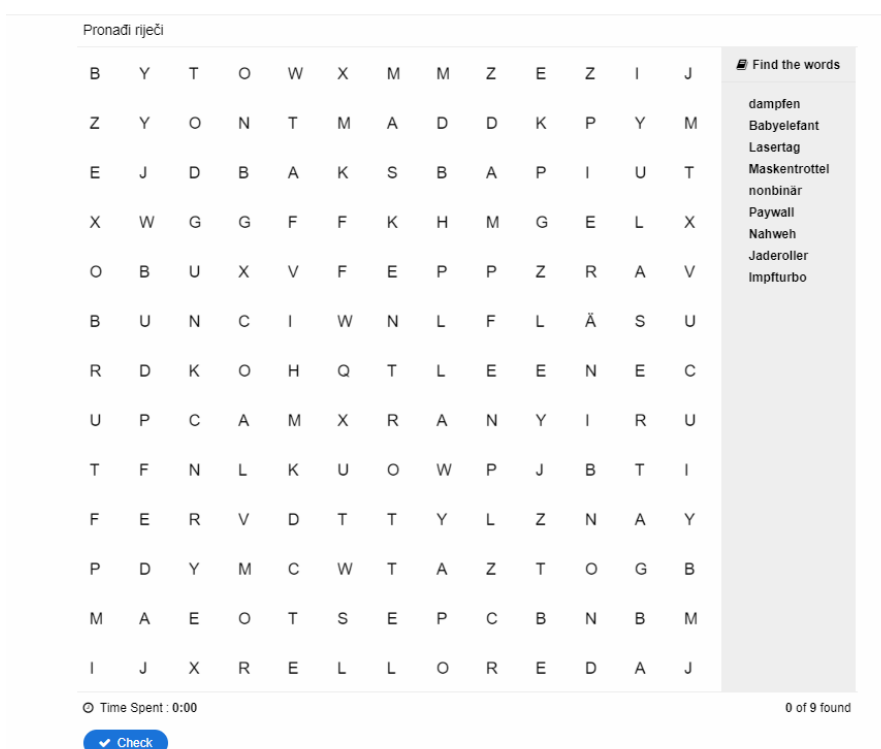 Pronađi riječi
B Y T O W X M M Z E Z I J
Z Y O N T M A D D K P Y M
E J D B A K S B A P I U T
X W G G F F K H M G E L X
O B U X V F E P P Z R A V
B U N C I W N L F L Ä S U
R D K O H Q T L E E N E C
U P C A M X R A N Y I R U
T F N L K U O W P J B T I
F E R V D T T Y L Z N A Y
P D Y M C W T A Z T O G B
M A E O T S E P C B N B M
I J X R E L L O R E D A J
Find the words
dampfen
Babyelefant
Lasertag
Maskentrottel
nonbinär
Paywall
Nahweh
Jaderoller
Impfturbo
Time Spent : 0:00
0 of 9 found
Check